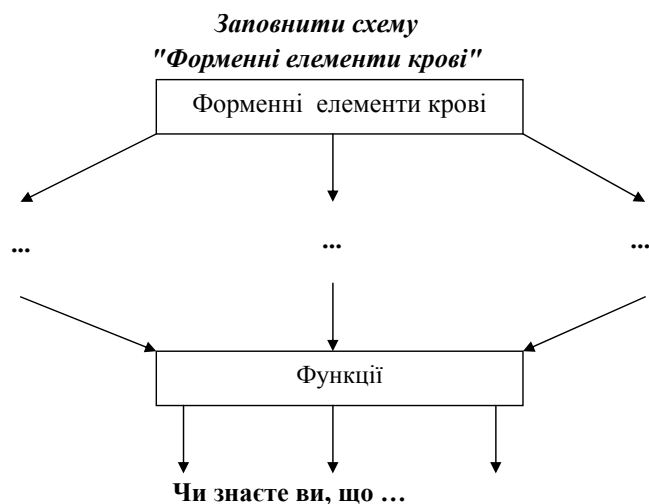 Заповнити схему
"Форменні елементи крові"
Форменні елементи крові
... ... ...
Функції
Чи знаєте ви, що …